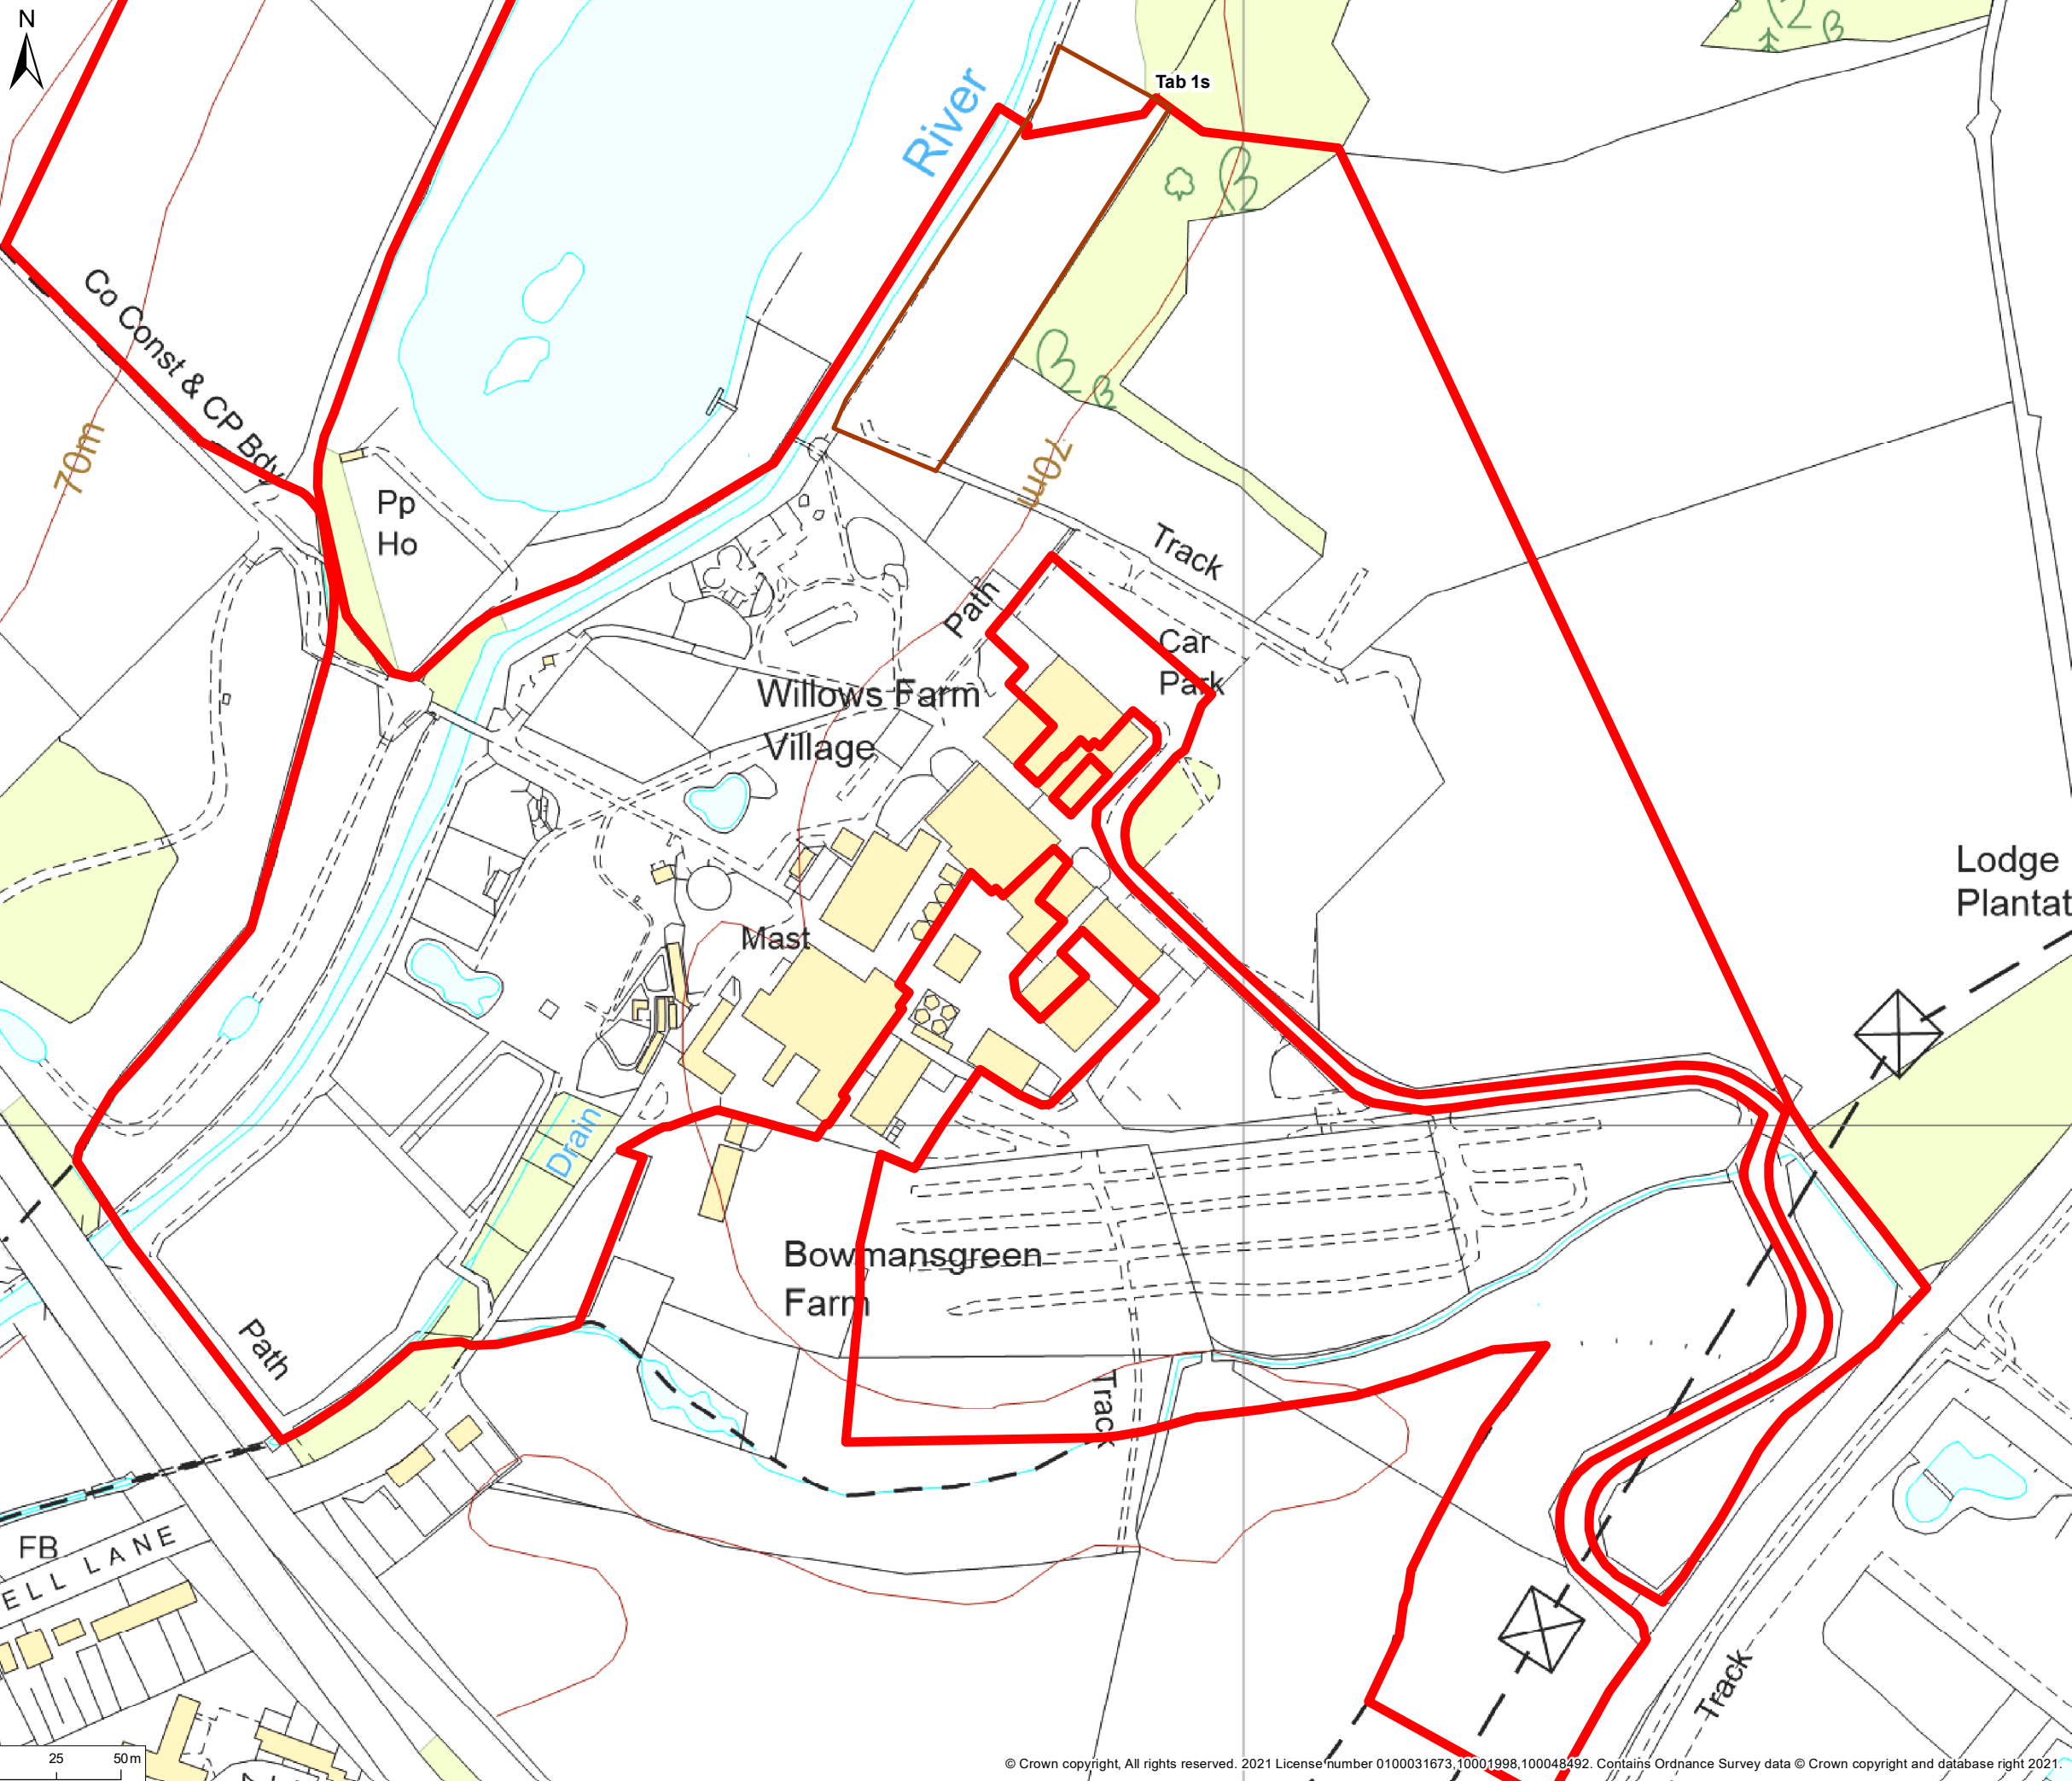 N
Tab 1s
River
Co Const & CP Bdy
70m
Pp
Ho
70m
Track
Path
Car
Park
Willows Farm
Village
Lodge
Mast
Drain
Bowmansgreen
Farm
Path
Track
FB
ELL LANE
Track
25 50m
© Crown copyright, All rights reserved. 2021 License number 0100031673,10001998,100048492. Contains Ordnance Survey data © Crown copyright and database right 2021.